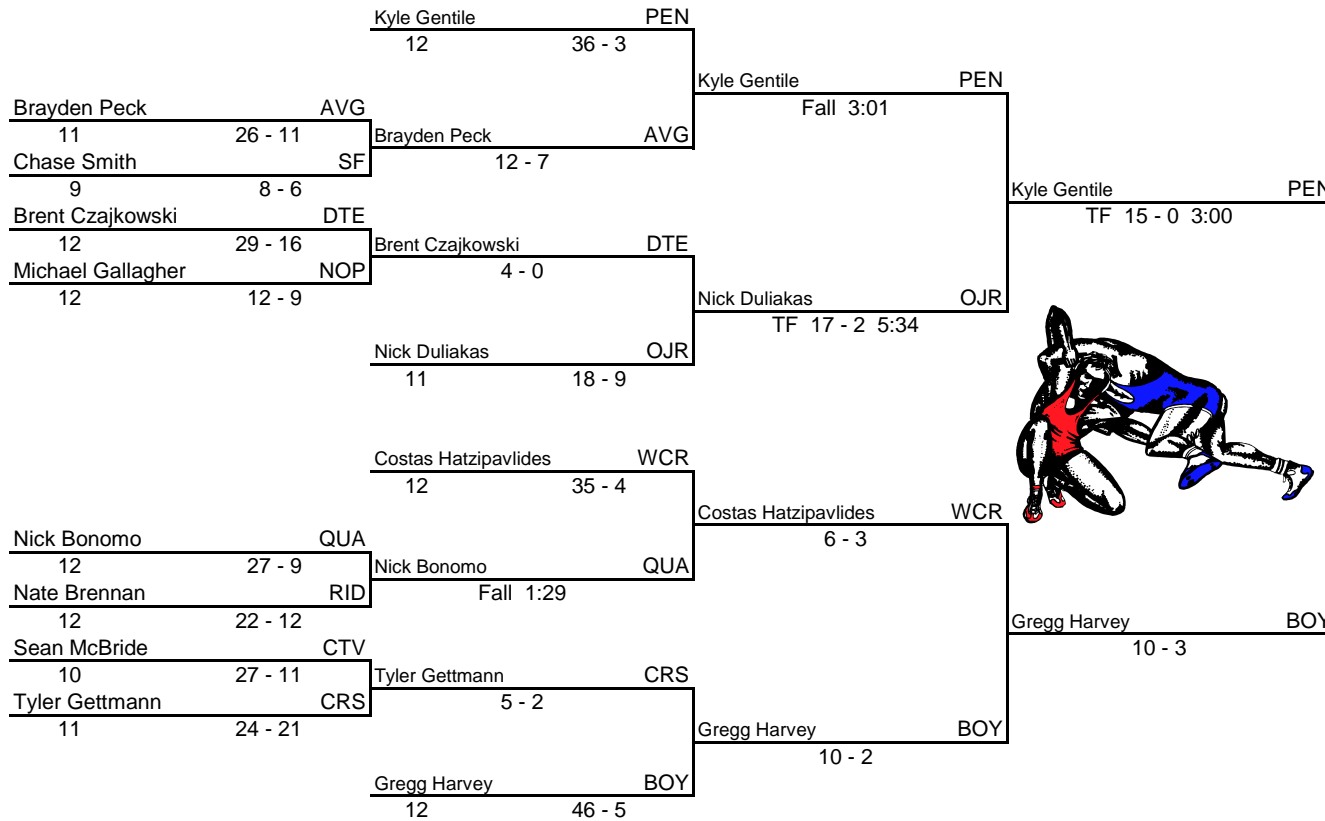 Kyle Gentile PEN
12 36 - 3
Kyle Gentile PEN
Fall 3:01
Brayden Peck AVG
11 26 - 11
Brayden Peck AVG
12 - 7
Chase Smith SF
9 8 - 6
Kyle Gentile PEN
TF 15 - 0 3:00
Brent Czajkowski DTE
12 29 - 16
Brent Czajkowski DTE
4 - 0
Michael Gallagher NOP
12 12 - 9
Nick Duliakas OJR
TF 17 - 2 5:34
Nick Duliakas OJR
11 18 - 9
Costas Hatzipavlides WCR
12 35 - 4
Costas Hatzipavlides WCR
6 - 3
Nick Bonomo QUA
12 27 - 9
Nick Bonomo QUA
Fall 1:29
Nate Brennan RID
12 22 - 12
Gregg Harvey BOY
10 - 3
Sean McBride CTV
10 27 - 11
Tyler Gettmann CRS
5 - 2
Tyler Gettmann CRS
11 24 - 21
Gregg Harvey BOY
10 - 2
Gregg Harvey BOY
12 46 - 5